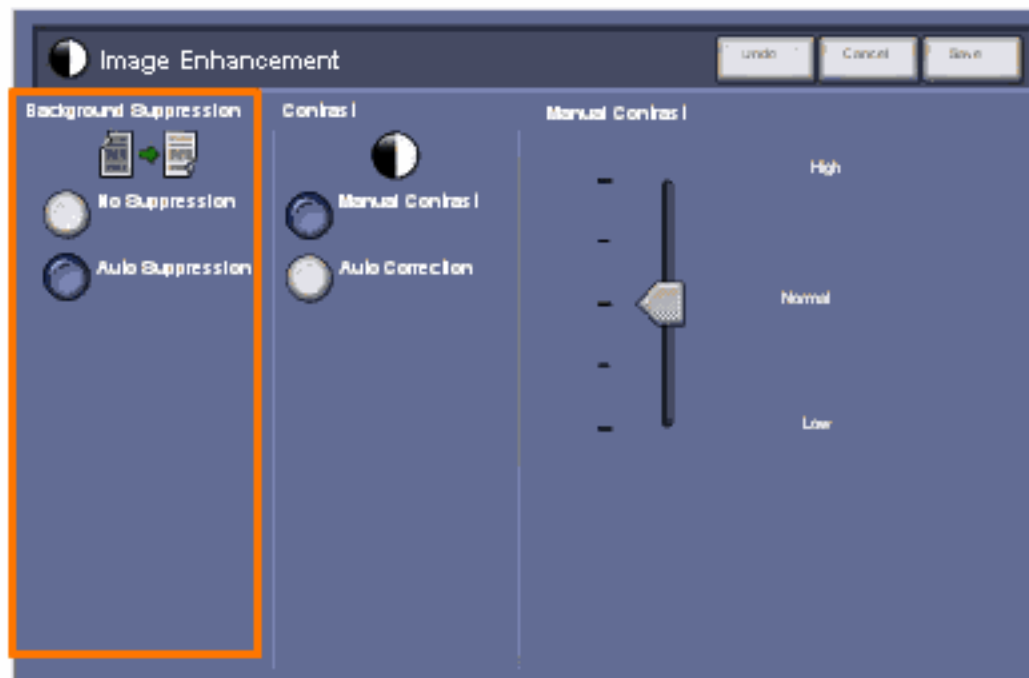 Image Enhancement
Undo
Cancel
Save
Background Suppression
No Suppression
Auto Suppression
Contrast
Manual Contrast
Auto Correction
Manual Contrast
High
Normal
Low